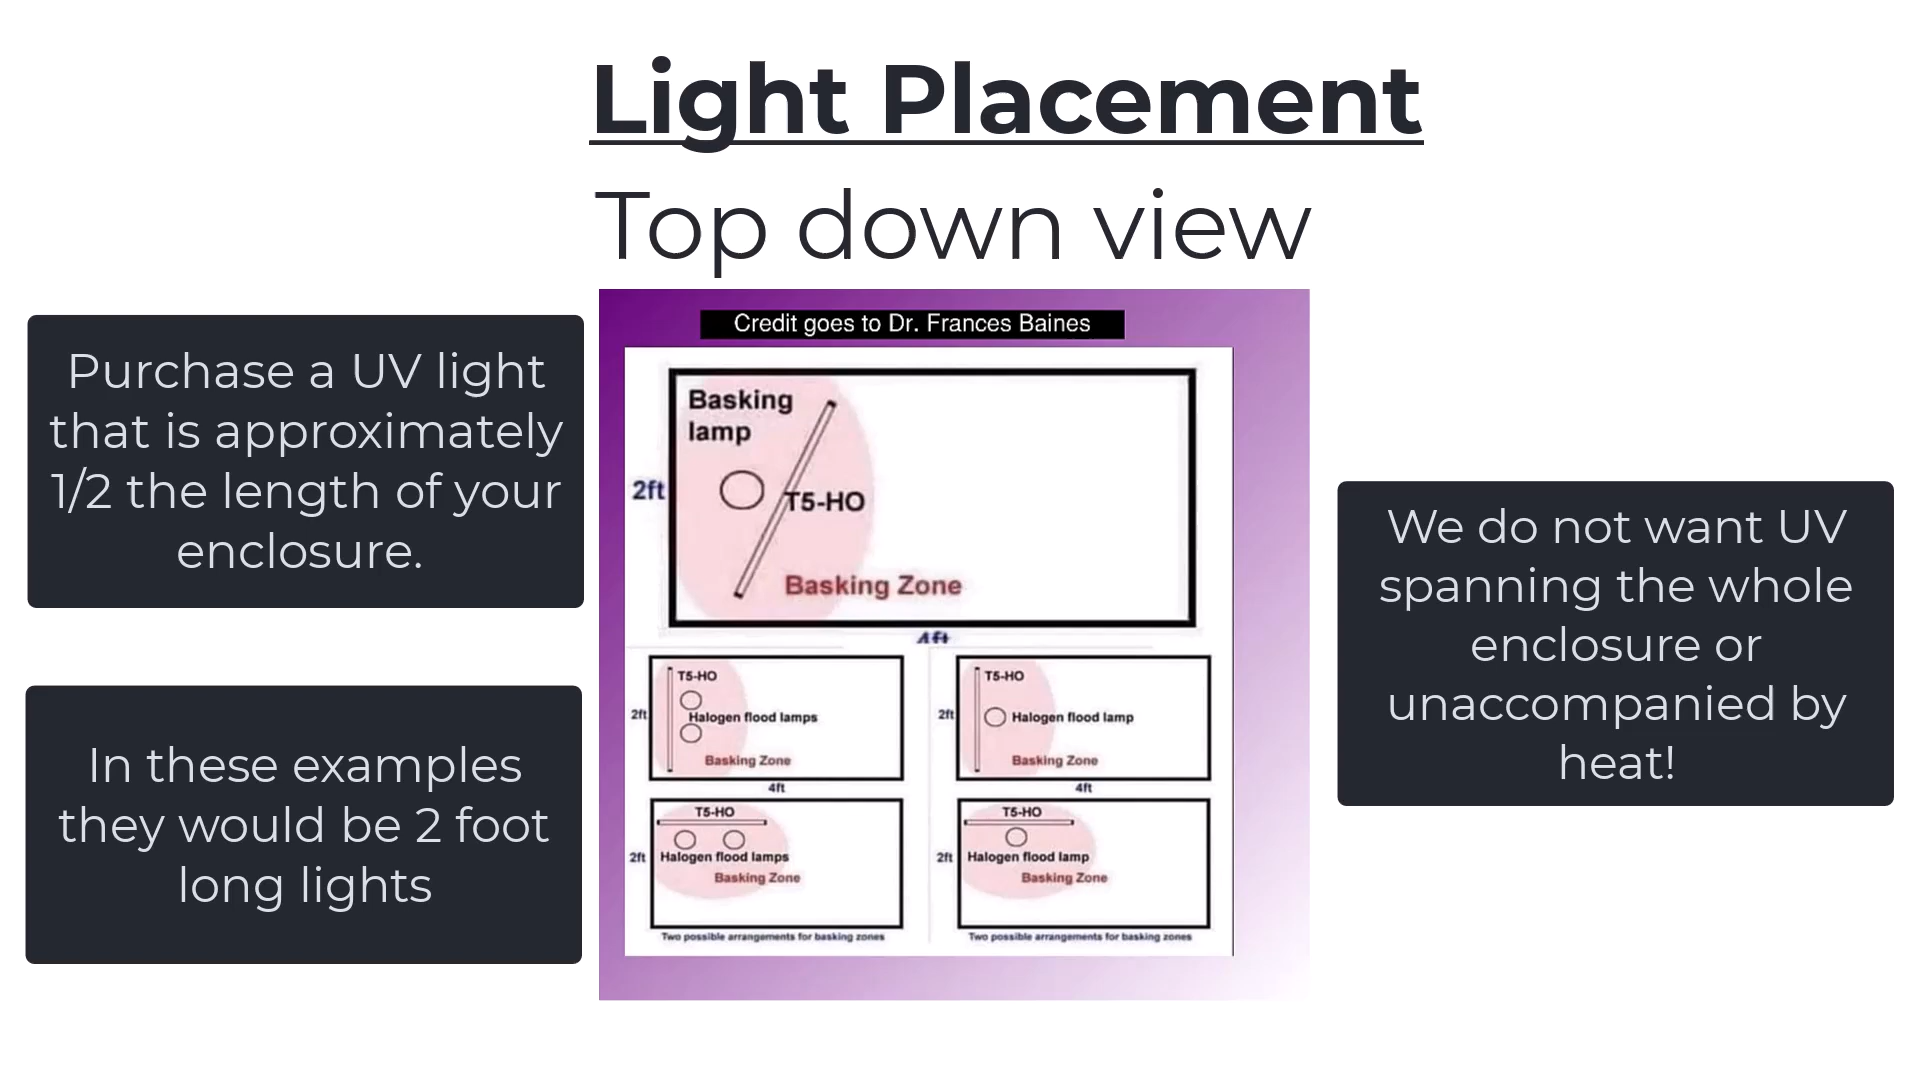 Light Placement
Top down view
Purchase a UV light
that is approximately
1/2 the length of your
enclosure.
In these examples
they would be 2 foot
long lights
Credit goes to Dr. Frances Baines
Basking
lamp
2ft
T5-HO
Basking Zone
4ft
T5-HO
2ft
Halogen flood lamps
Basking Zone
4ft
T5-HO
2ft
Halogen flood lamp
Basking Zone
4ft
T5-HO
2ft
Halogen flood lamps
Basking Zone
Two possible arrangements for basking zones
T5-HO
2ft
Halogen flood lamp
Basking Zone
Two possible arrangements for basking zones
We do not want UV
spanning the whole
enclosure or
unaccompanied by
heat!